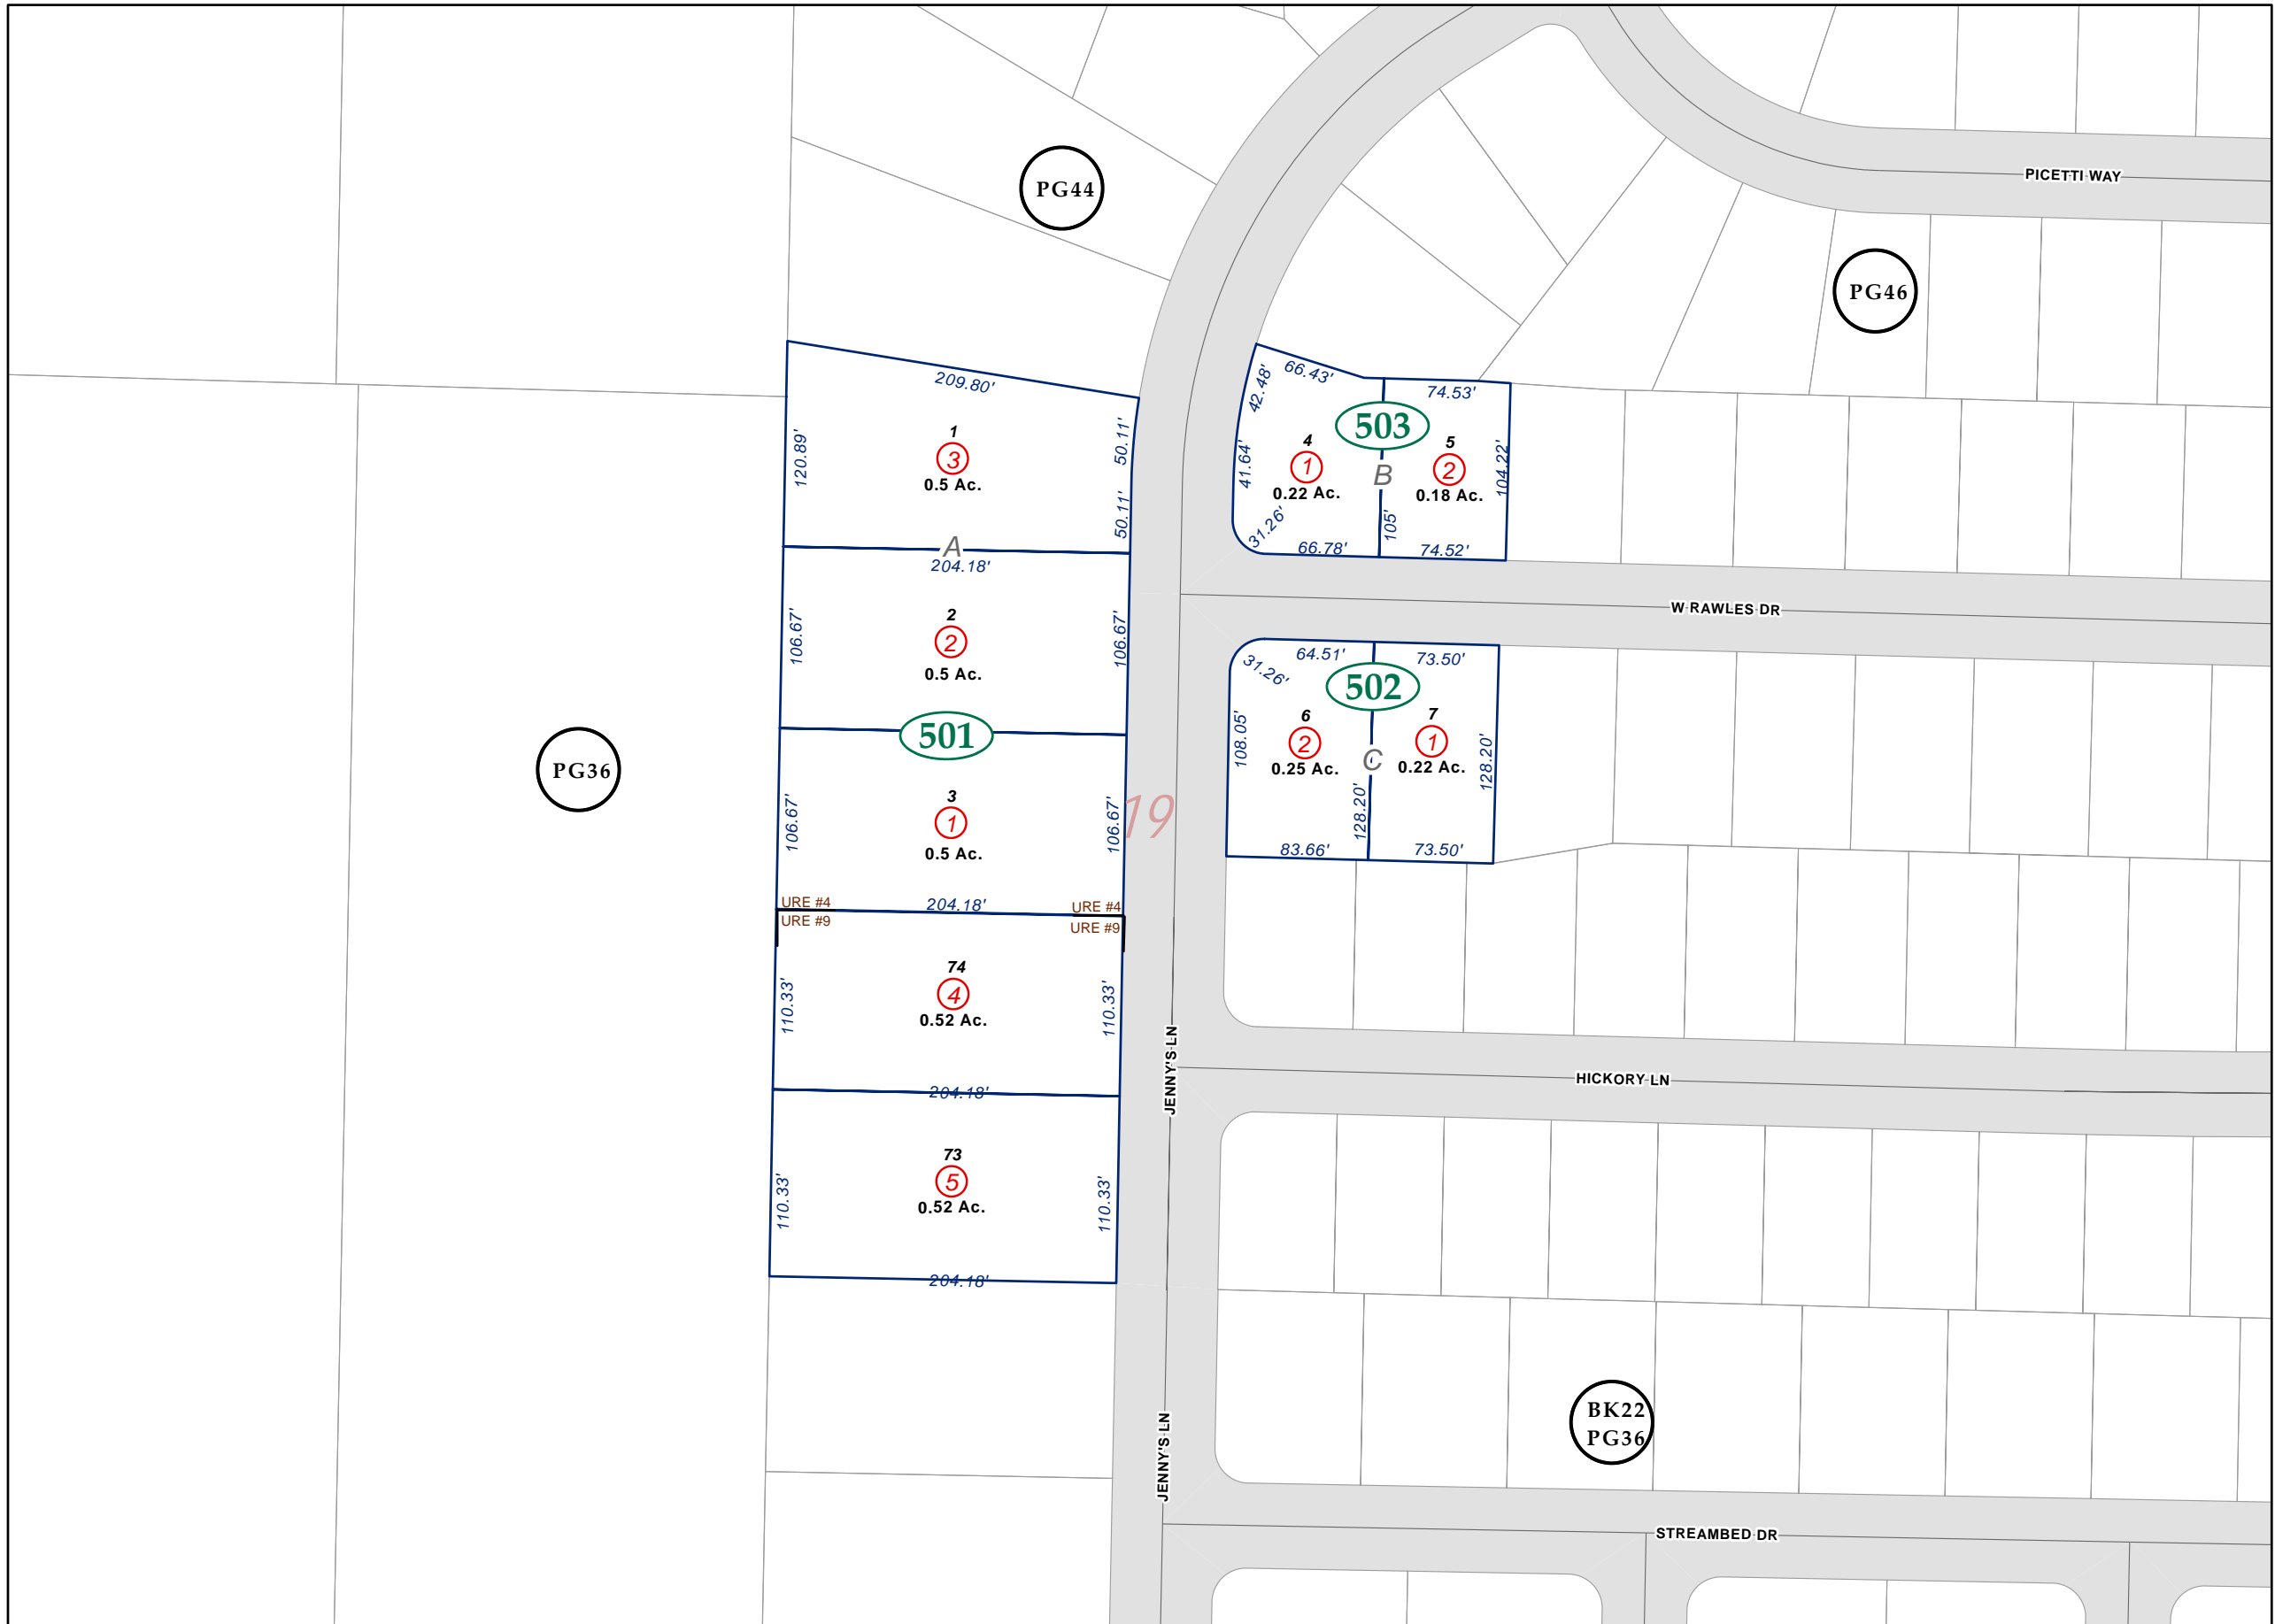 PICETTI WAY
PG44
PG46
209.80'
120.89'
1
3
0.5 Ac.
50.11'
50.11'
A
204.18'
66.43'
42.48'
74.53'
503
4
1
0.22 Ac.
B
5
2
0.18 Ac.
41.64'
104.22'
31.26'
105'
66.78'
74.52'
W RAWLES DR
106.67'
2
2
0.5 Ac.
106.67'
501
64.51'
73.50'
31.26'
502
6
2
0.25 Ac.
7
1
0.22 Ac.
C
108.05'
128.20'
128.20'
83.66'
73.50'
PG36
106.67'
3
1
0.5 Ac.
106.67'
19
URE #4
204.18'
URE #4
URE #9
URE #9
110.33'
74
4
0.52 Ac.
110.33'
JENNY'S LN
HICKORY LN
204.18'
110.33'
73
5
0.52 Ac.
110.33'
204.18'
JENNY'S LN
BK22
PG36
STREAMBED DR